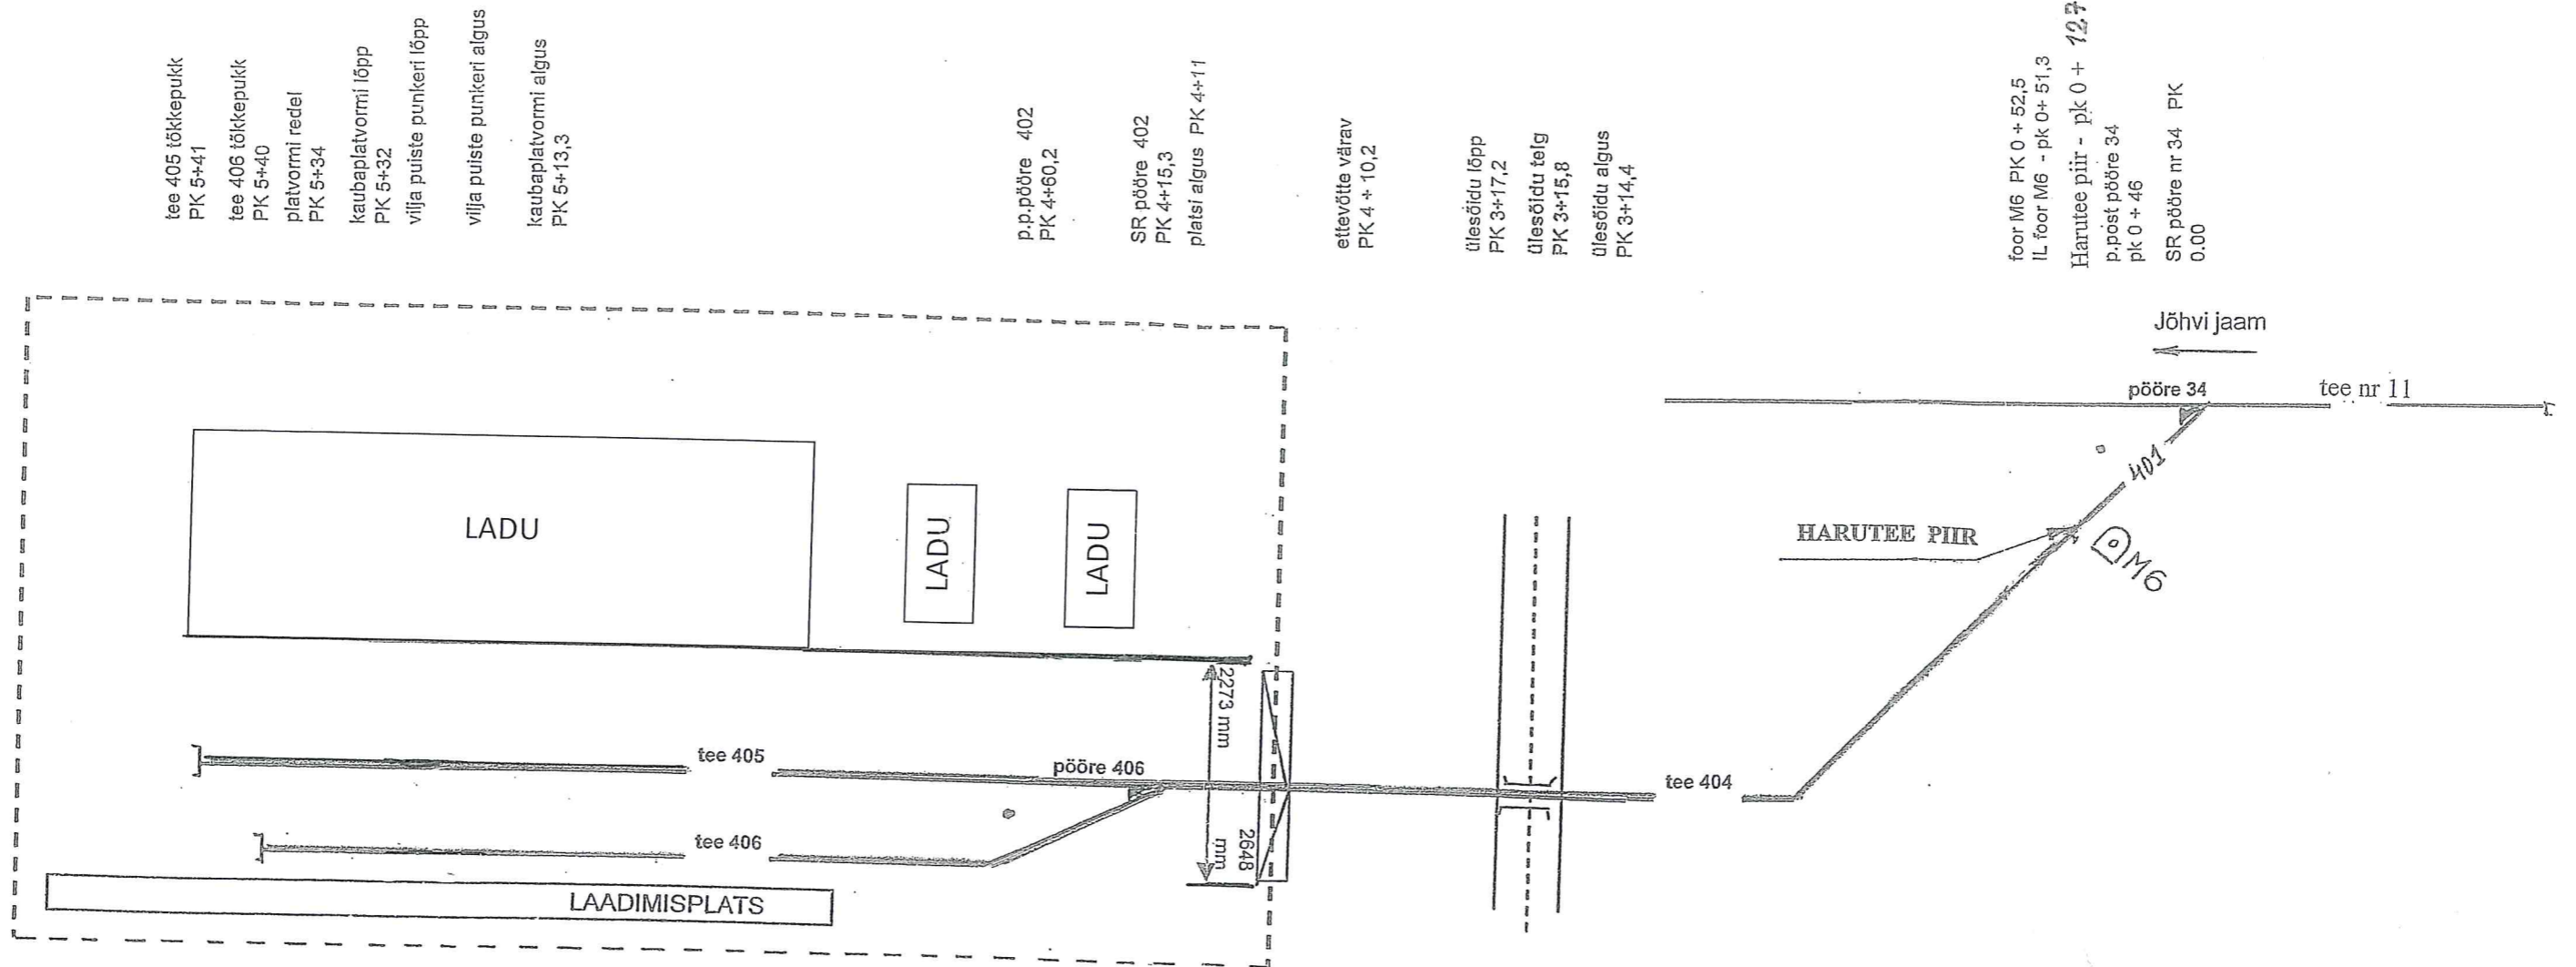 tee 405 tõkkepukk
PK 5+41
tee 406 tõkkepukk
PK 5+40
platvormi redel
PK 5+34
kaubaplatvormi lõpp
PK 5+32
vilja puiste punkeri lõpp
vilja puiste punkeri algus
kaubaplatvormi algus
PK 5+13,3
p.p.pööre 402
PK 4+60,2
SR pööre 402
PK 4+15,3
platsi algus PK 4+11
ettevõtte värav
PK 4 + 10,2
ülesõidu lõpp
PK 3+17,2
ülesõidu telg
PK 3+15,8
ülesõidu algus
PK 3+14,4
foor M6 PK 0 + 52,5
IL foor M6 - pk 0+ 51,3
Harutee piir - pk 0 + 127
p.post pööre 34
pk 0 + 46
SR pööre nr 34 PK
0.00
Jõhvi jaam
pööre 34
tee nr 11
401
HARUTEE PIIR
M6
LADU
LADU
LADU
2273 mm
tee 405
pööre 406
tee 404
tee 406
2648
mm
LAADIMISPLATS